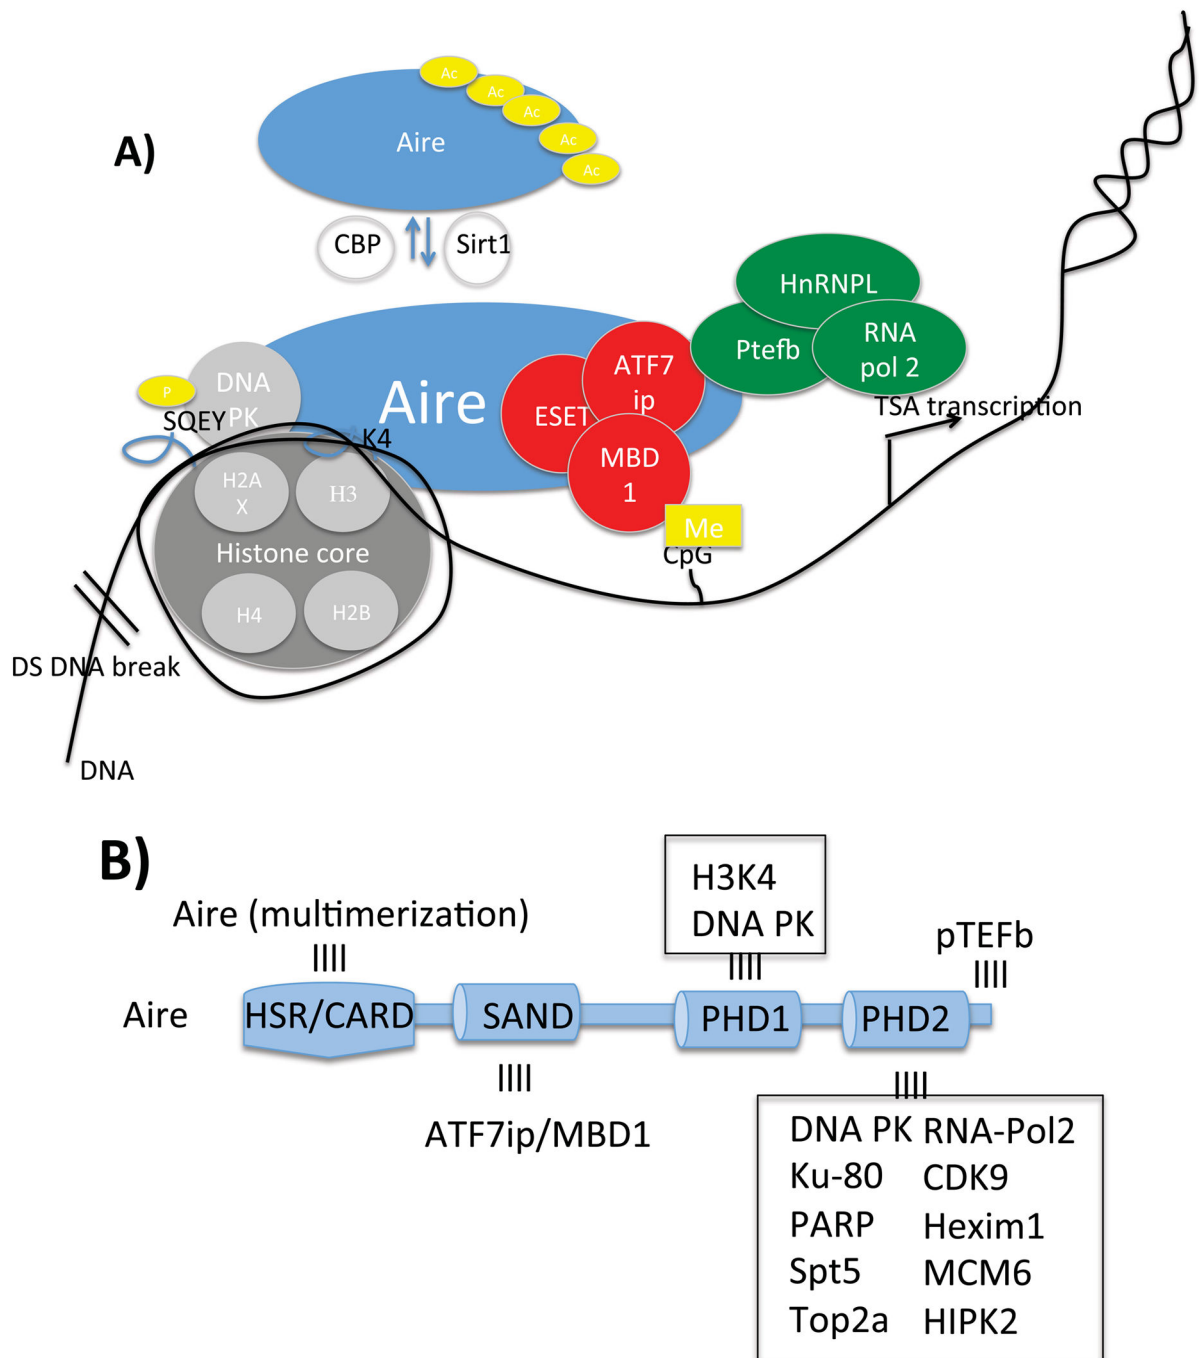 A)
Ac
Ac
Ac
Ac
Ac
Aire
CBP
Sirt1
HnRNPL
Ptefb
RNA
pol 2
TSA transcription
DNA
PK
P
SQEY
K4
Aire
ATF7
ip
ESET
MBD
1
Me
CpG
H2A
X
H3
Histone core
H4
H2B
DS DNA break
DNA
B)
H3K4
DNA PK
Aire (multimerization)
pTEFb
Aire
HSR/CARD
SAND
PHD1
PHD2
ATF7ip/MBD1
DNA PK RNA-Pol2
Ku-80 CDK9
PARP Hexim1
Spt5 MCM6
Top2a HIPK2